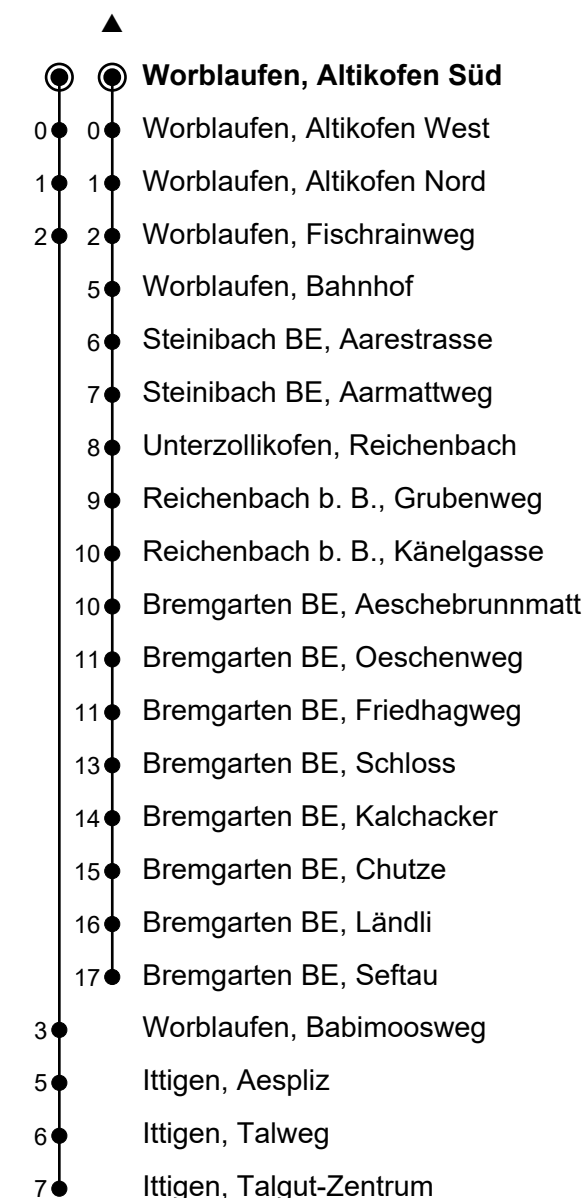 ▲
Worblaufen, Altikofen Süd
0 0 Worblaufen, Altikofen West
1 1 Worblaufen, Altikofen Nord
2 2 Worblaufen, Fischrainweg
5 Worblaufen, Bahnhof
6 Steinibach BE, Aarestrasse
7 Steinibach BE, Aarmattweg
8 Unterzollikofen, Reichenbach
9 Reichenbach b. B., Grubenweg
10 Reichenbach b. B., Känelgasse
10 Bremgarten BE, Aeschebrunnmatt
11 Bremgarten BE, Oeschenweg
11 Bremgarten BE, Friedhagweg
13 Bremgarten BE, Schloss
14 Bremgarten BE, Kalchacker
15 Bremgarten BE, Chutze
16 Bremgarten BE, Ländli
17 Bremgarten BE, Seftau
3 Worblaufen, Babimoosweg
5 Ittigen, Aespliz
6 Ittigen, Talweg
7 Ittigen, Talgut-Zentrum